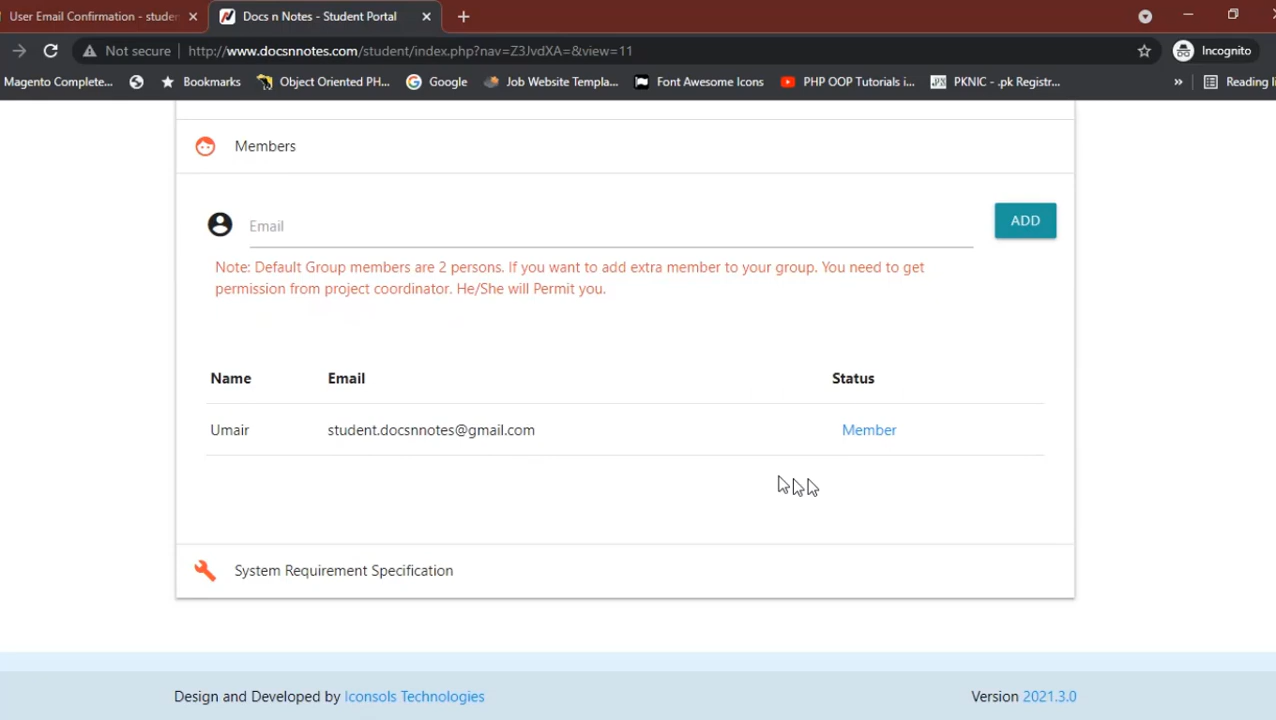 User Email Confirmation - stude
Docs n Notes - Student Portal
Not secure
http://www.docsnnotes.com/student/index.php?nav=Z3JvdXA=&view=11
Incognito
Magento Complete...
Bookmarks
Object Oriented PH...
Google
Job Website Templa...
Font Awesome Icons
PHP OOP Tutorials i...
PKNIC - .pk Registr...
»
Reading li
Members
Email
ADD
Note: Default Group members are 2 persons. If you want to add extra member to your group. You need to get
permission from project coordinator. He/She will Permit you.
Name Email Status
Umair student.docsnnotes@gmail.com Member
System Requirement Specification
Design and Developed by Iconsols Technologies
Version 2021.3.0